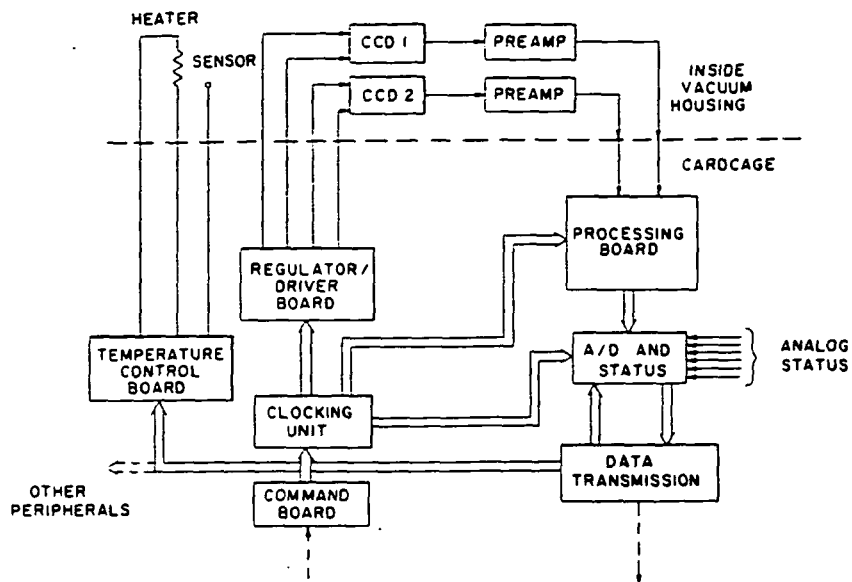 HEATER
SENSOR
CCD 1
PREAMP
CCD 2
PREAMP
INSIDE
VACUUM
HOUSING
CARDCAGE
PROCESSING
BOARD
REGULATOR/
DRIVER
BOARD
TEMPERATURE
CONTROL
BOARD
A/D AND
STATUS
ANALOG
STATUS
CLOCKING
UNIT
OTHER
PERIPHERALS
COMMAND
BOARD
DATA
TRANSMISSION